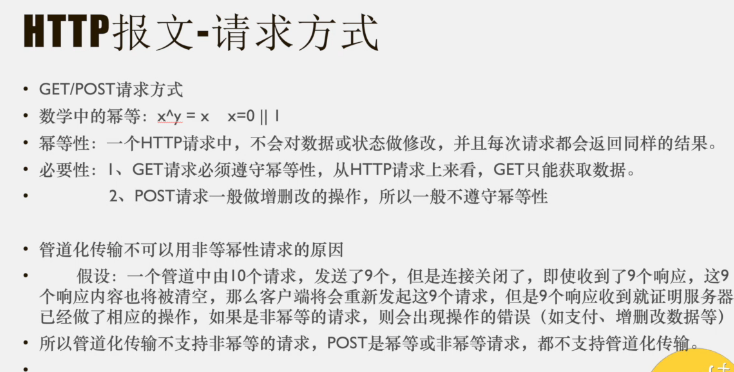 HTTP报文-请求方式
• GET/POST请求方式
• 数学中的幂等：x^y = x x=0 || 1
• 幂等性：一个HTTP请求中，不会对数据或状态做修改，并且每次请求都会返回同样的结果。
• 必要性：1、GET请求必须遵守幂等性，从HTTP请求上来看，GET只能获取数据。
• 2、POST请求一般做增删改的操作，所以一般不遵守幂等性
• 管道化传输不可以用非等幂性请求的原因
• 假设：一个管道中由10个请求，发送了9个，但是连接关闭了，即使收到了9个响应，这9
个响应内容也将被清空，那么客户端将会重新发起这9个请求，但是9个响应收到就证明服务器
已经做了相应的操作，如果是非幂等的请求，则会出现操作的错误（如支付、增删改数据等）
• 所以管道化传输不支持非幂等的请求，POST是幂等或非幂等请求，都不支持管道化传输。
•